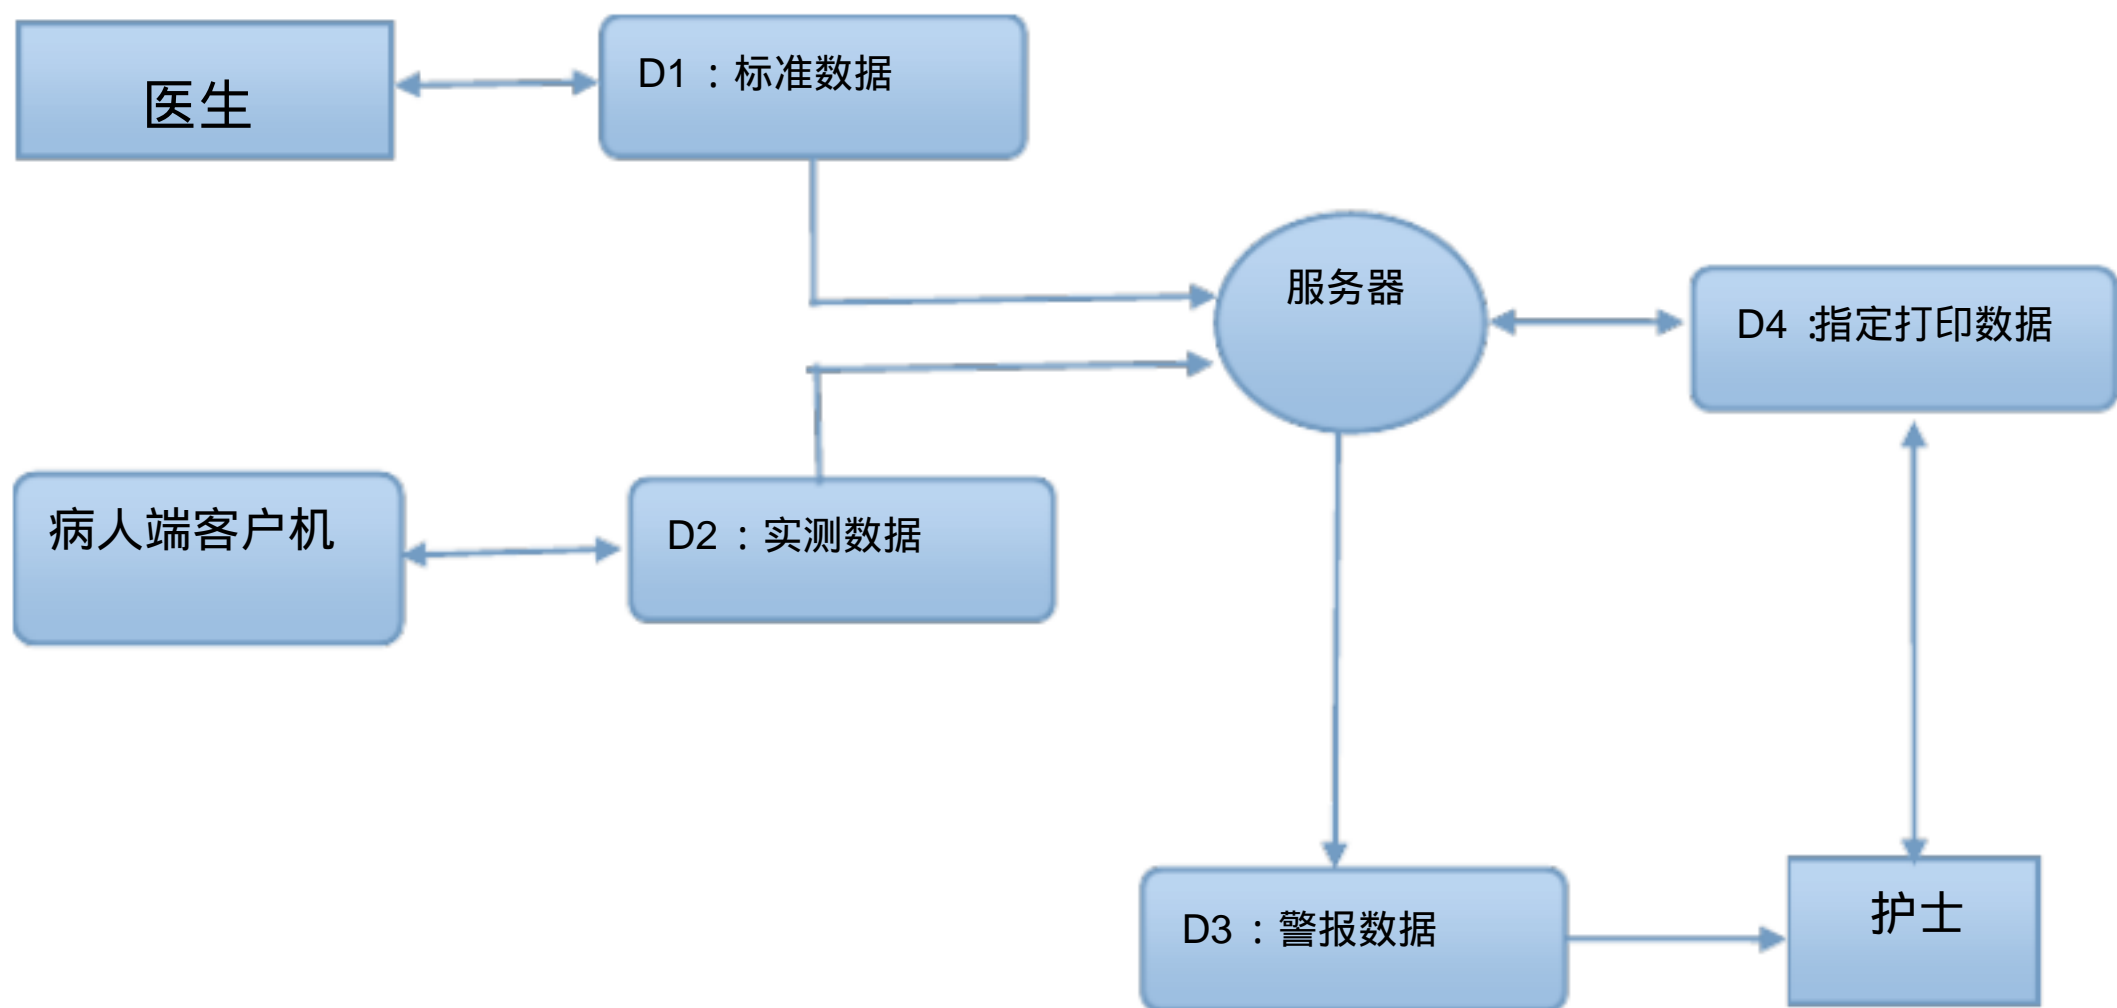 医生
D1：标准数据
服务器
D4：指定打印数据
病人端客户机
D2：实测数据
D3：警报数据
护士